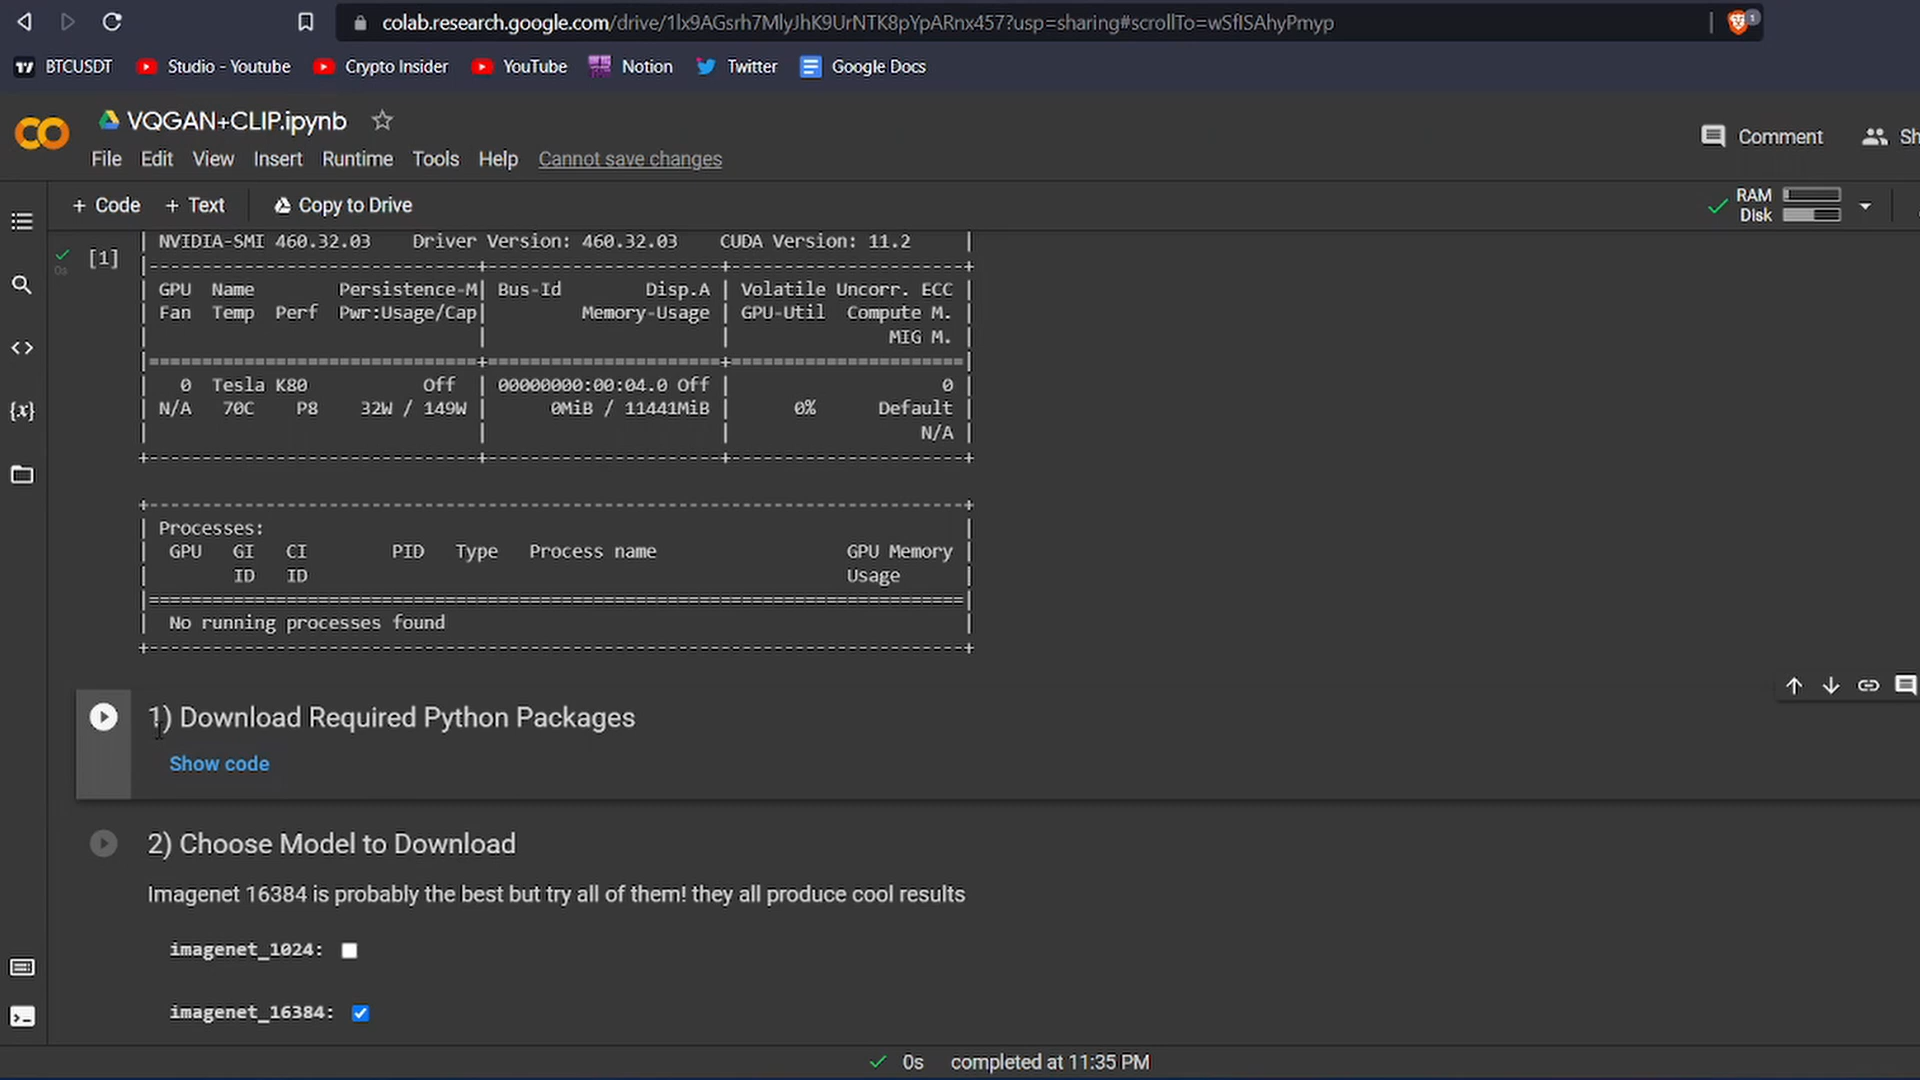 colab.research.google.com/drive/1lx9AGsrh7MlyJhK9UrNTK8pYpARnx457?usp=sharing#scrollTo=wSfISAhyPmyp
1
BTCUSDT Studio - Youtube Crypto Insider YouTube Notion Twitter Google Docs
VQGAN+CLIP.ipynb
Comment
File Edit View Insert Runtime Tools Help Cannot save changes
+ Code + Text Copy to Drive
RAM
Disk
NVIDIA-SMI 460.32.03 Driver Version: 460.32.03 CUDA Version: 11.2
[1]
0s
GPU Name Persistence-M| Bus-Id Disp.A | Volatile Uncorr. ECC |
Fan Temp Perf Pwr:Usage/Cap| Memory-Usage | GPU-Util Compute M. |
MIG M. |
0 Tesla K80 Off | 00000000:00:04.0 Off | 0 |
N/A 70C P8 32W / 149W | 0MiB / 11441MiB | 0% Default |
N/A |
Processes:
GPU GI CI PID Type Process name GPU Memory
ID ID Usage
No running processes found
1) Download Required Python Packages
Show code
2) Choose Model to Download
Imagenet 16384 is probably the best but try all of them! they all produce cool results
imagenet_1024:
imagenet_16384:
0s completed at 11:35 PM